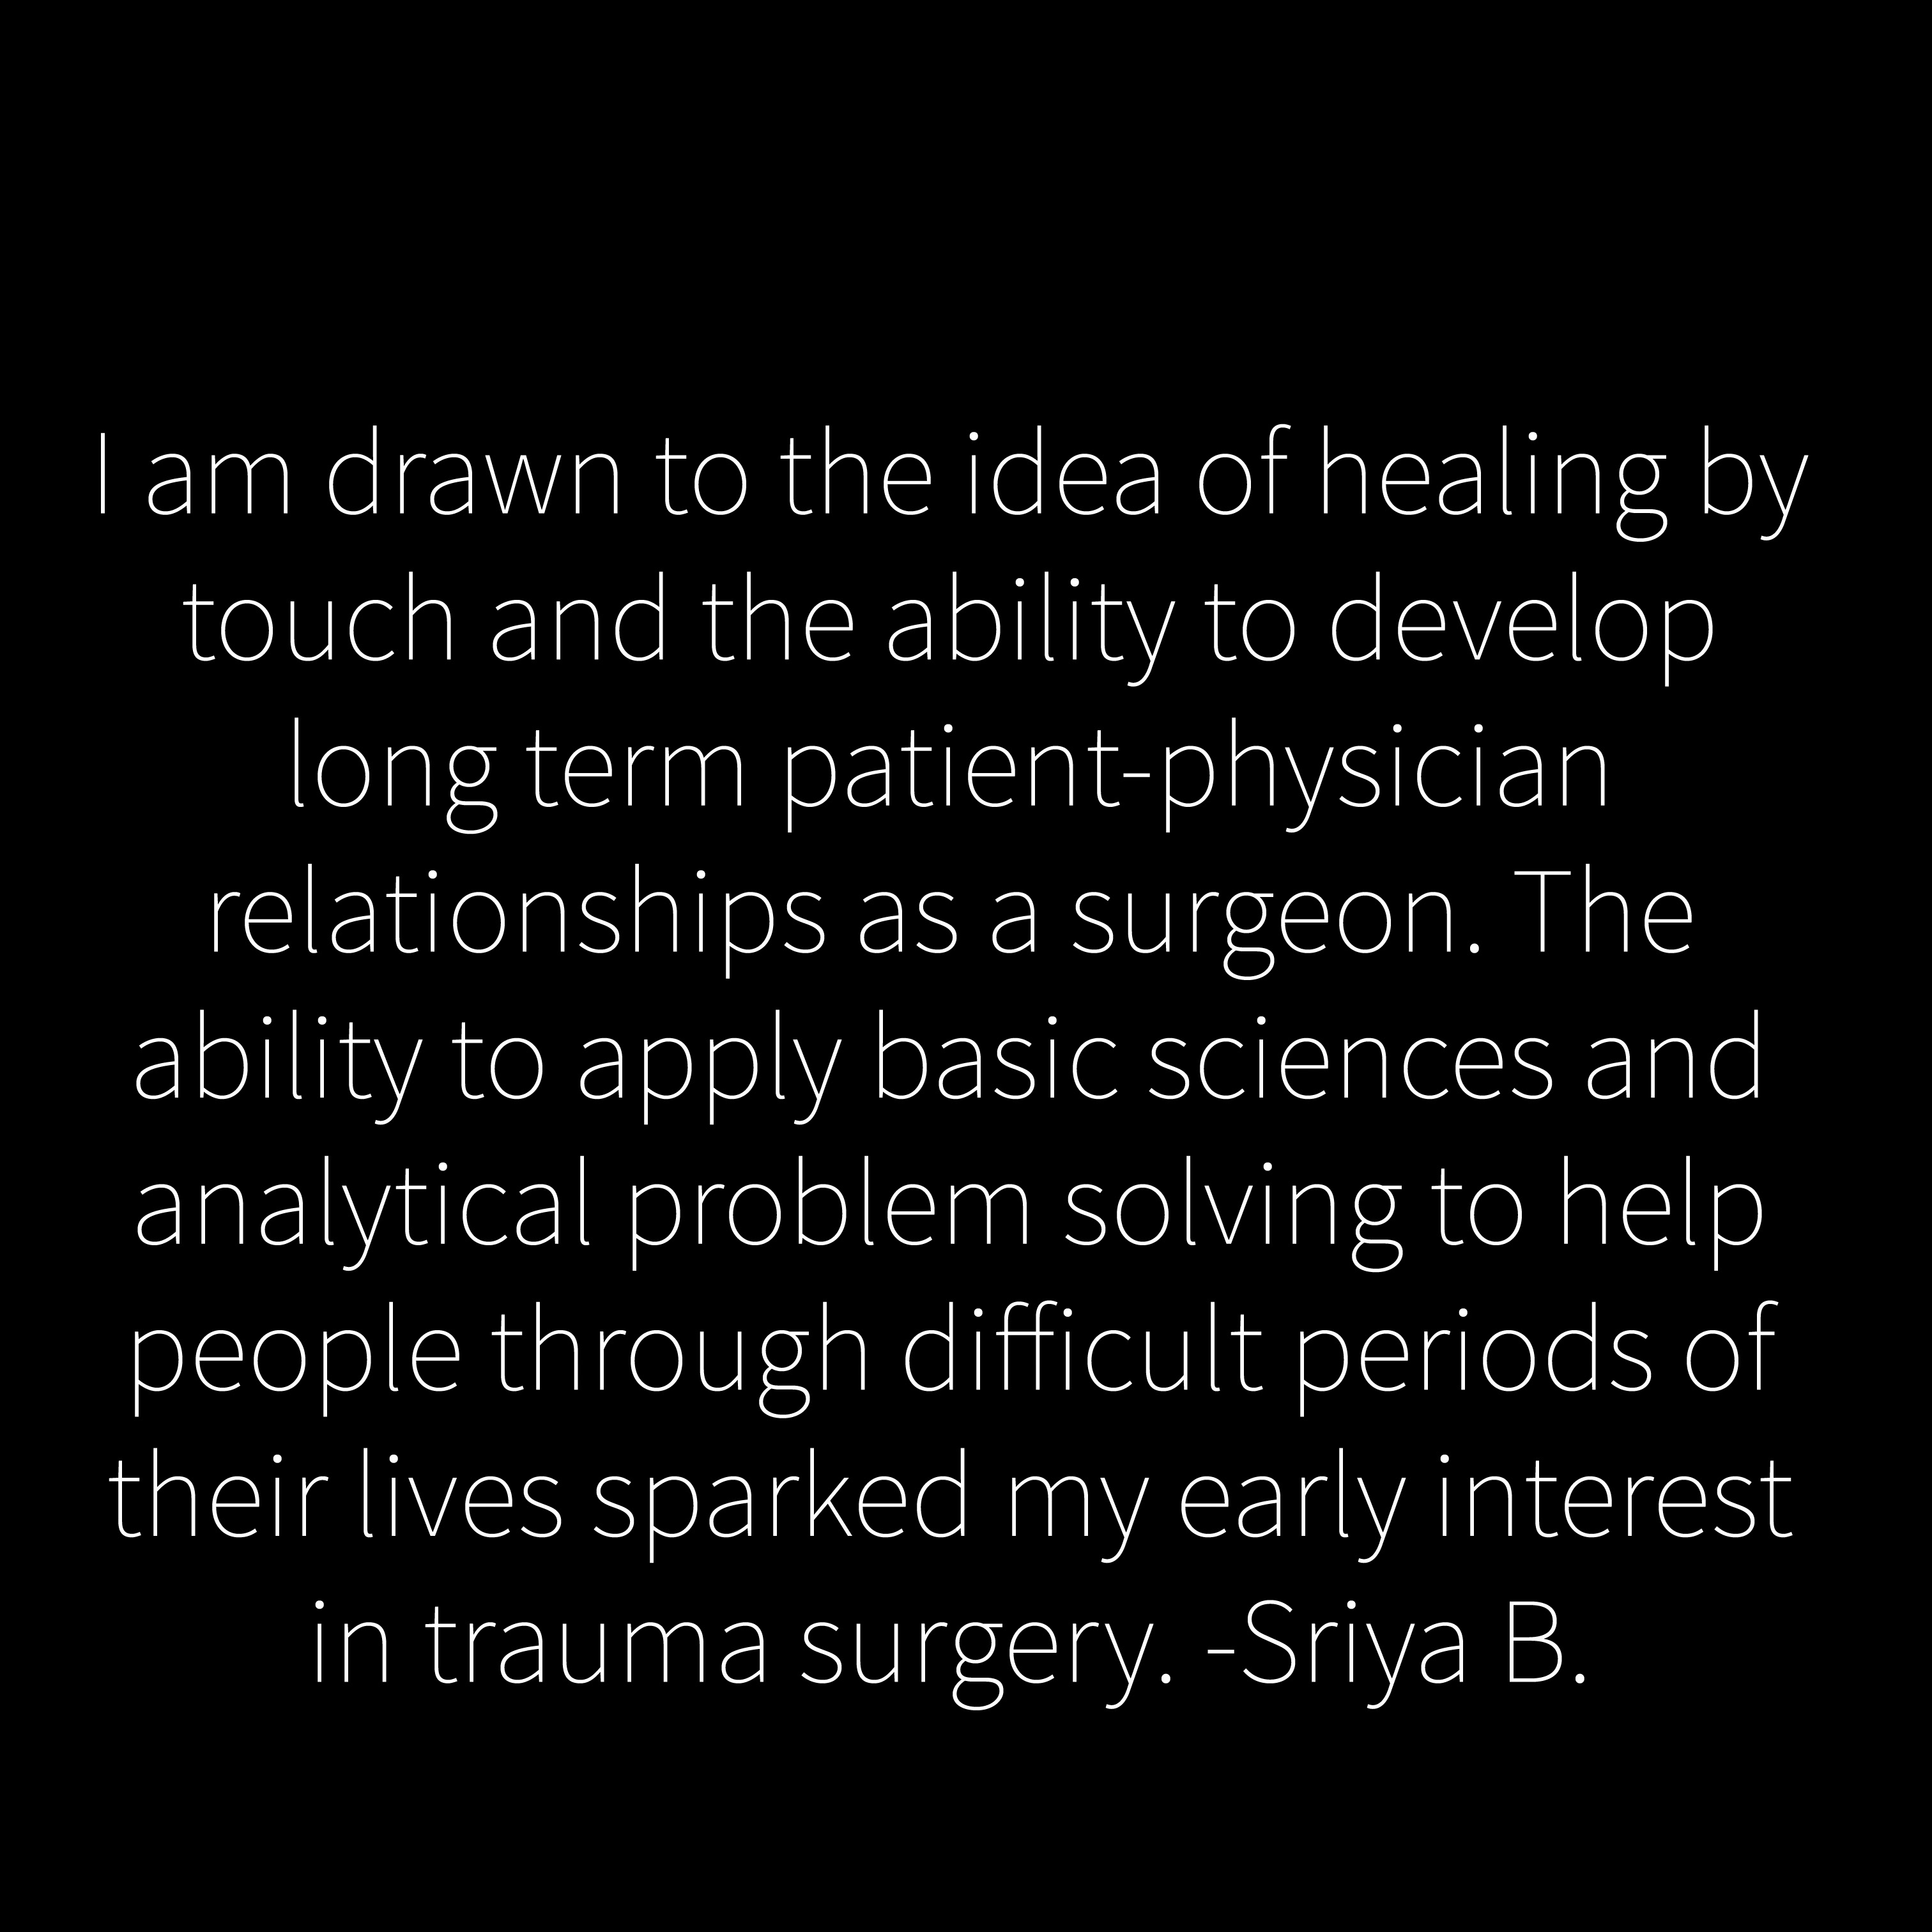 I am drawn to the idea of healing by
touch and the ability to develop
long term patient-physician
relationships as a surgeon. The
ability to apply basic sciences and
analytical problem solving to help
people through difficult periods of
their lives sparked my early interest
in trauma surgery. -Sriya B.